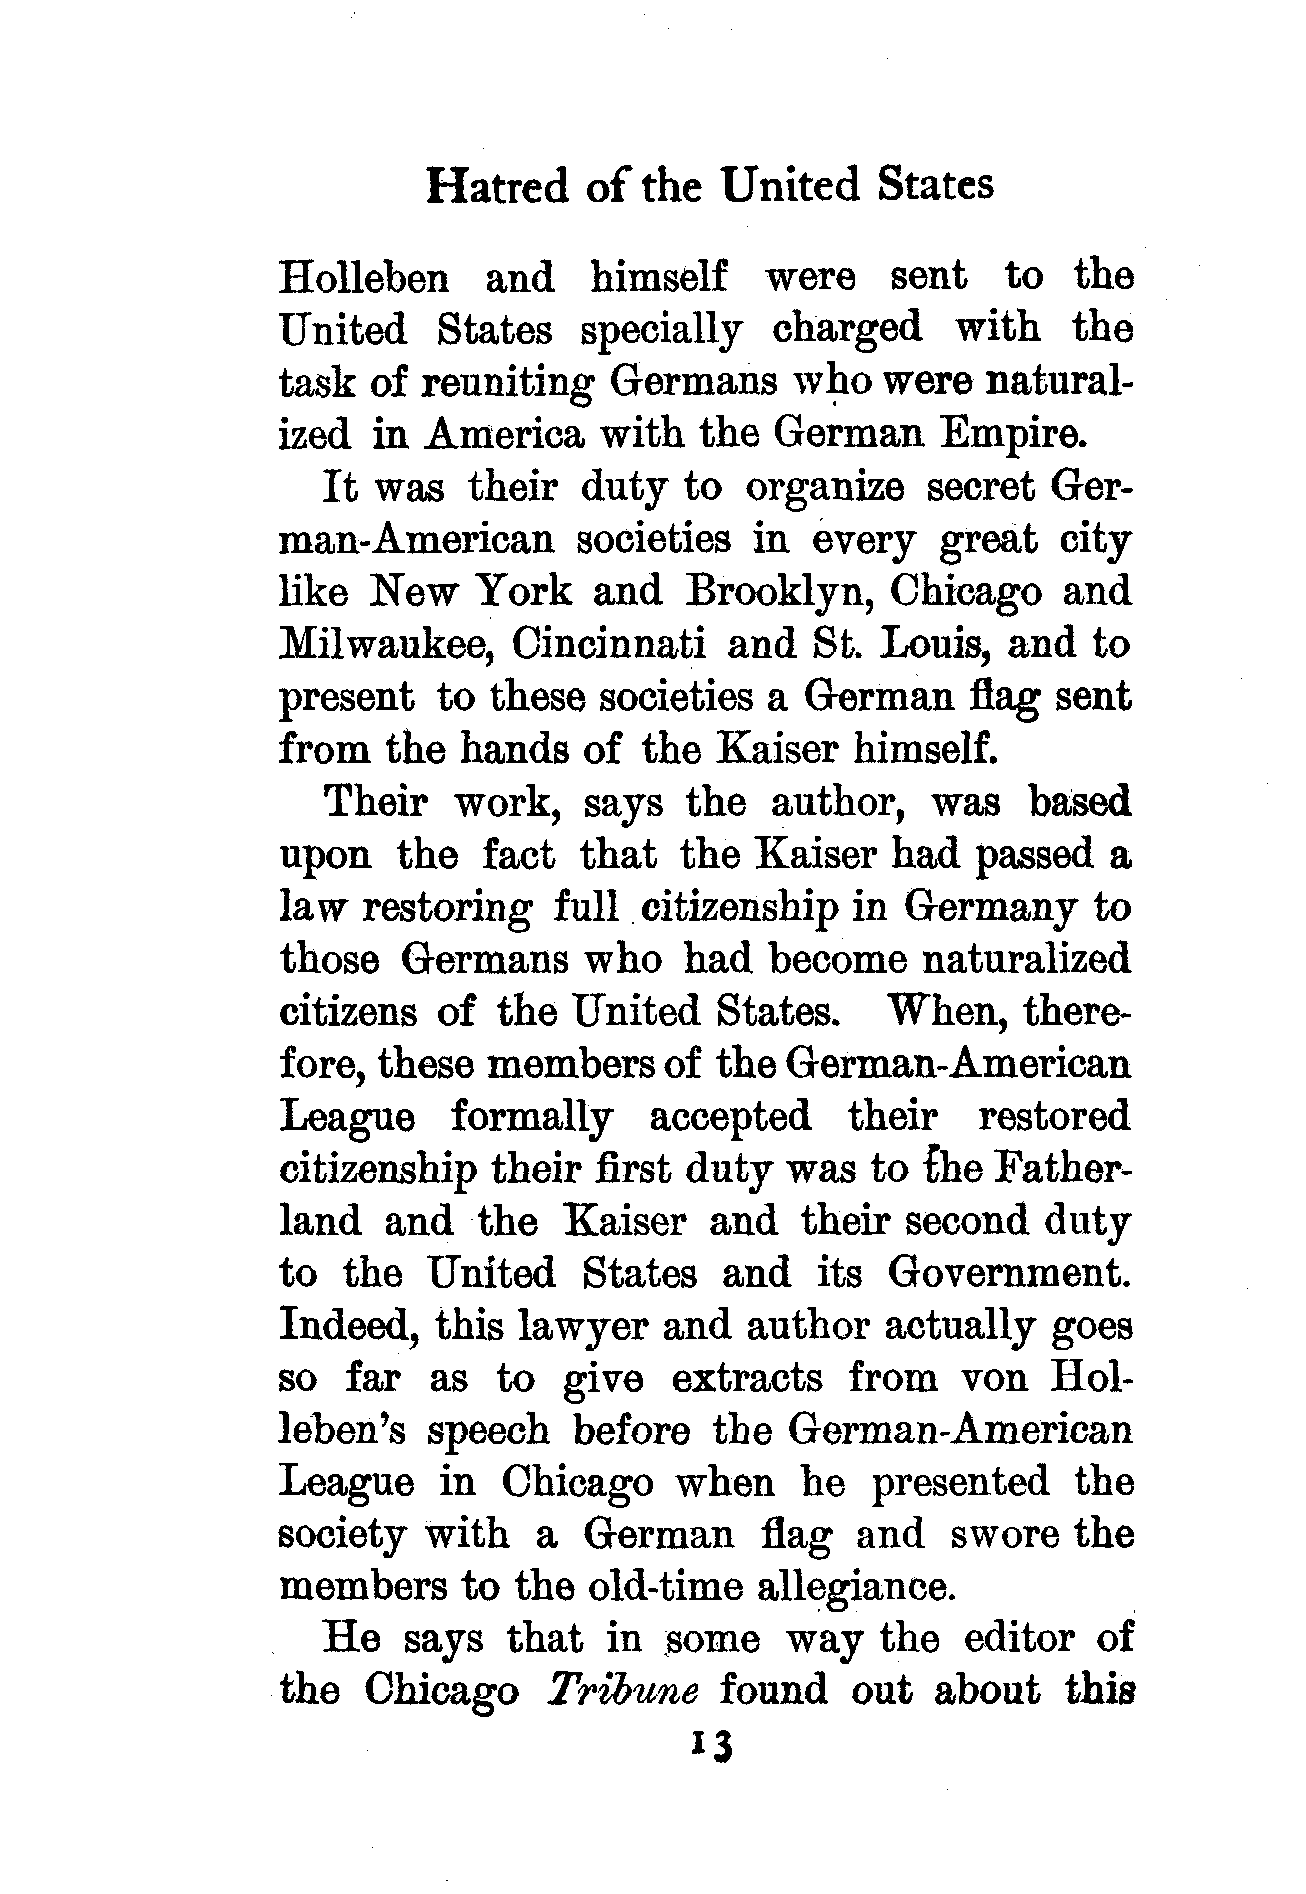 Hatred of the United States
Holleben and himself were sent to the
United States specially charged with the
task of reuniting Germans who were natural-
ized in America with the German Empire.
It was their duty to organize secret Ger-
man-American societies in every great city
like New York and Brooklyn, Chicago and
Milwaukee, Cincinnati and St. Louis, and to
present to these societies a German flag sent
from the hands of the Kaiser himself.
Their work, says the author, was based
upon the fact that the Kaiser had passed a
law restoring full citizenship in Germany to
those Germans who had become naturalized
citizens of the United States. When, there-
fore, these members of the German-American
League formally accepted their restored
citizenship their first duty was to the Father-
land and the Kaiser and their second duty
to the United States and its Government.
Indeed, this lawyer and author actually goes
so far as to give extracts from von Hol-
leben's speech before the German-American
League in Chicago when he presented the
society with a German flag and swore the
members to the old-time allegiance.
He says that in some way the editor of
the Chicago Tribune found out about this
13